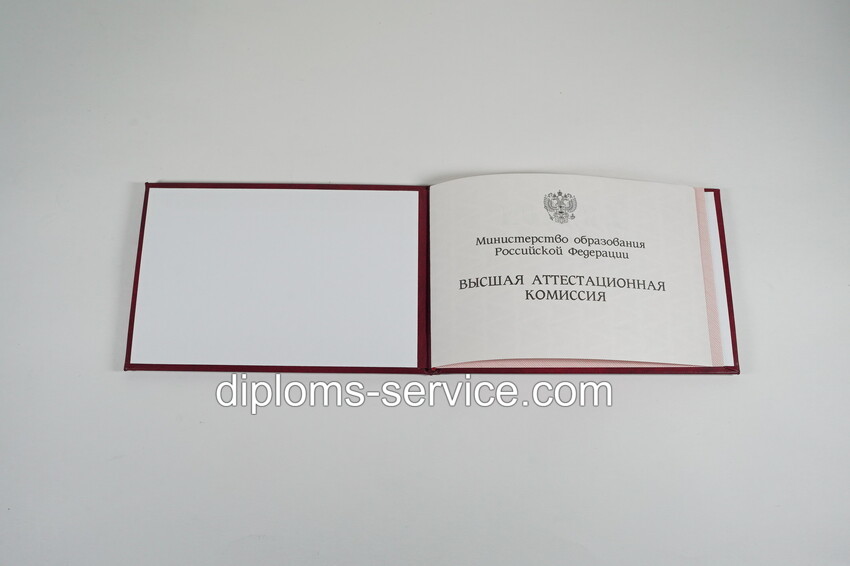 Министерство образования
Российской Федерации
ВЫСШАЯ АТТЕСТАЦИОННАЯ
КОМИССИЯ
diploms-service.com